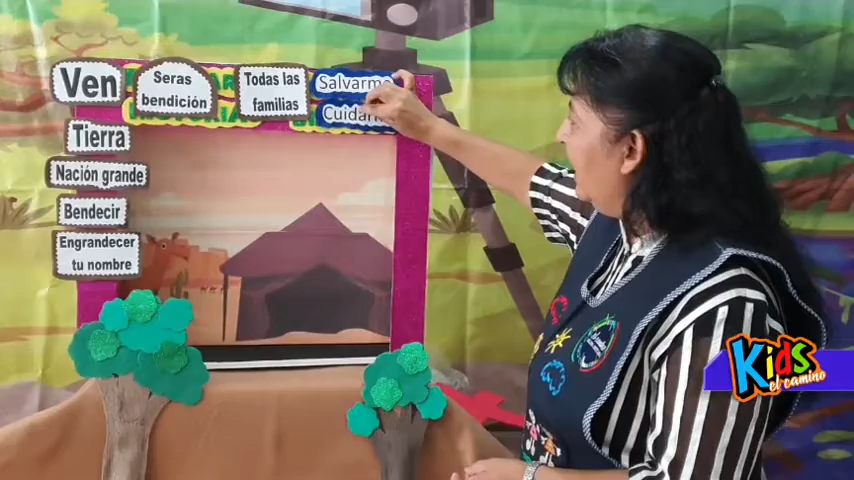 Ven
Seras
BENDICIÓN
Todas las
familias
Salvarme
Cuidar
Tierra
Nación grande
Bendecir
Engrandecer
tu Nombre
Kids
el camino